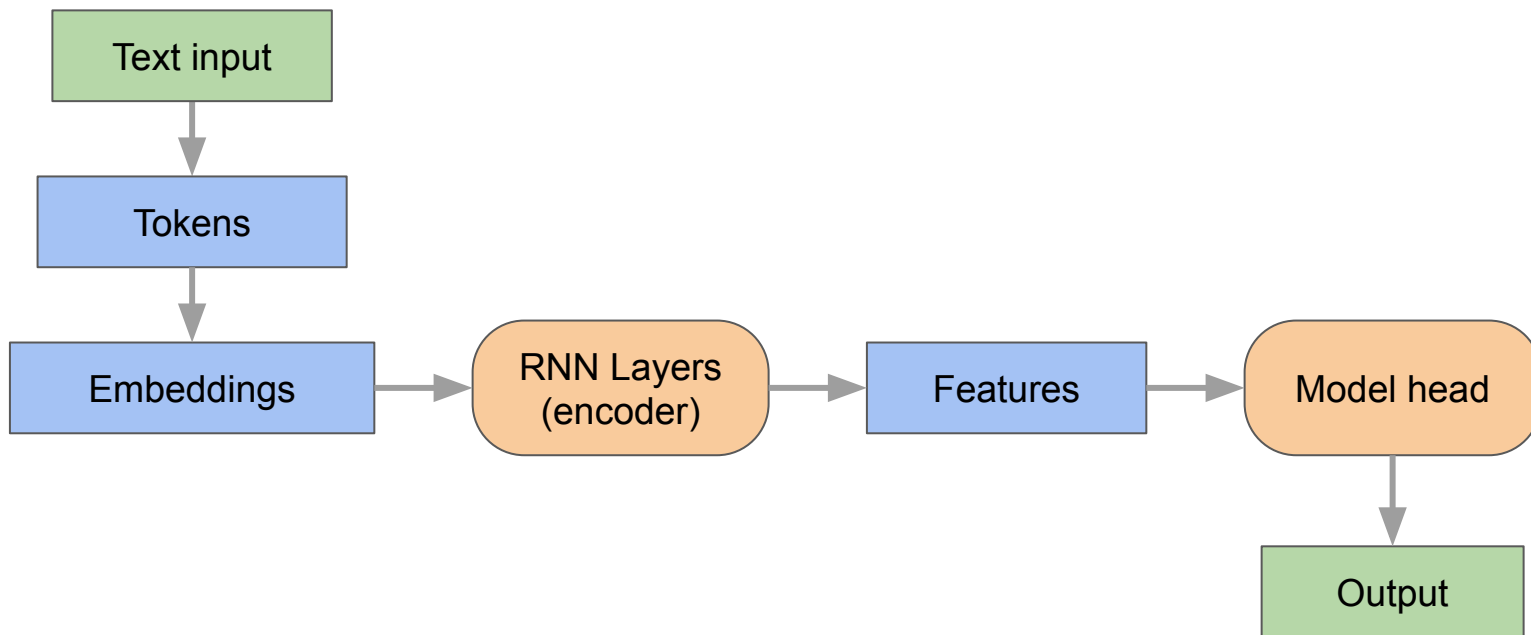 Text input
Tokens
Embeddings
RNN Layers
(encoder)
Features
Model head
Output